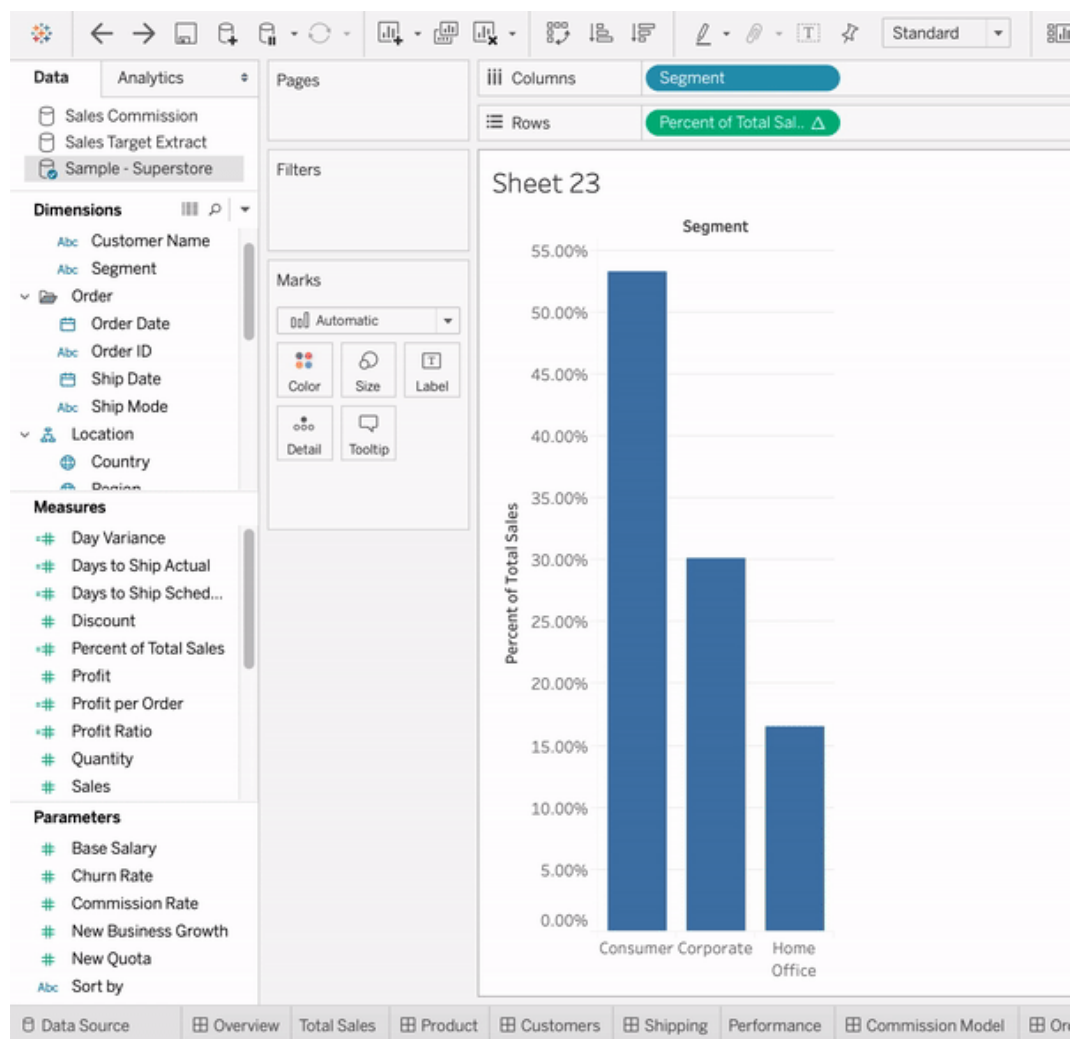 Standard
Data
Analytics
Sales Commission
Sales Target Extract
Sample - Superstore
Dimensions
Abc Customer Name
Abc Segment
Order
Order Date
Abc Order ID
Ship Date
Abc Ship Mode
Location
Country
Region
Measures
Day Variance
Days to Ship Actual
Days to Ship Sched...
Discount
Percent of Total Sales
Profit
Profit per Order
Profit Ratio
Quantity
Sales
Parameters
Base Salary
Churn Rate
Commission Rate
New Business Growth
New Quota
Abc Sort by
Pages
Filters
Marks
Automatic
Color
Size
T
Label
Detail
Tooltip
Columns
Segment
Rows
Percent of Total Sal.. Δ
Sheet 23
Segment
55.00%
50.00%
45.00%
40.00%
35.00%
30.00%
25.00%
20.00%
15.00%
10.00%
5.00%
0.00%
Percent of Total Sales
Consumer
Corporate
Home
Office
Data Source
Overview
Total Sales
Product
Customers
Shipping
Performance
Commission Model